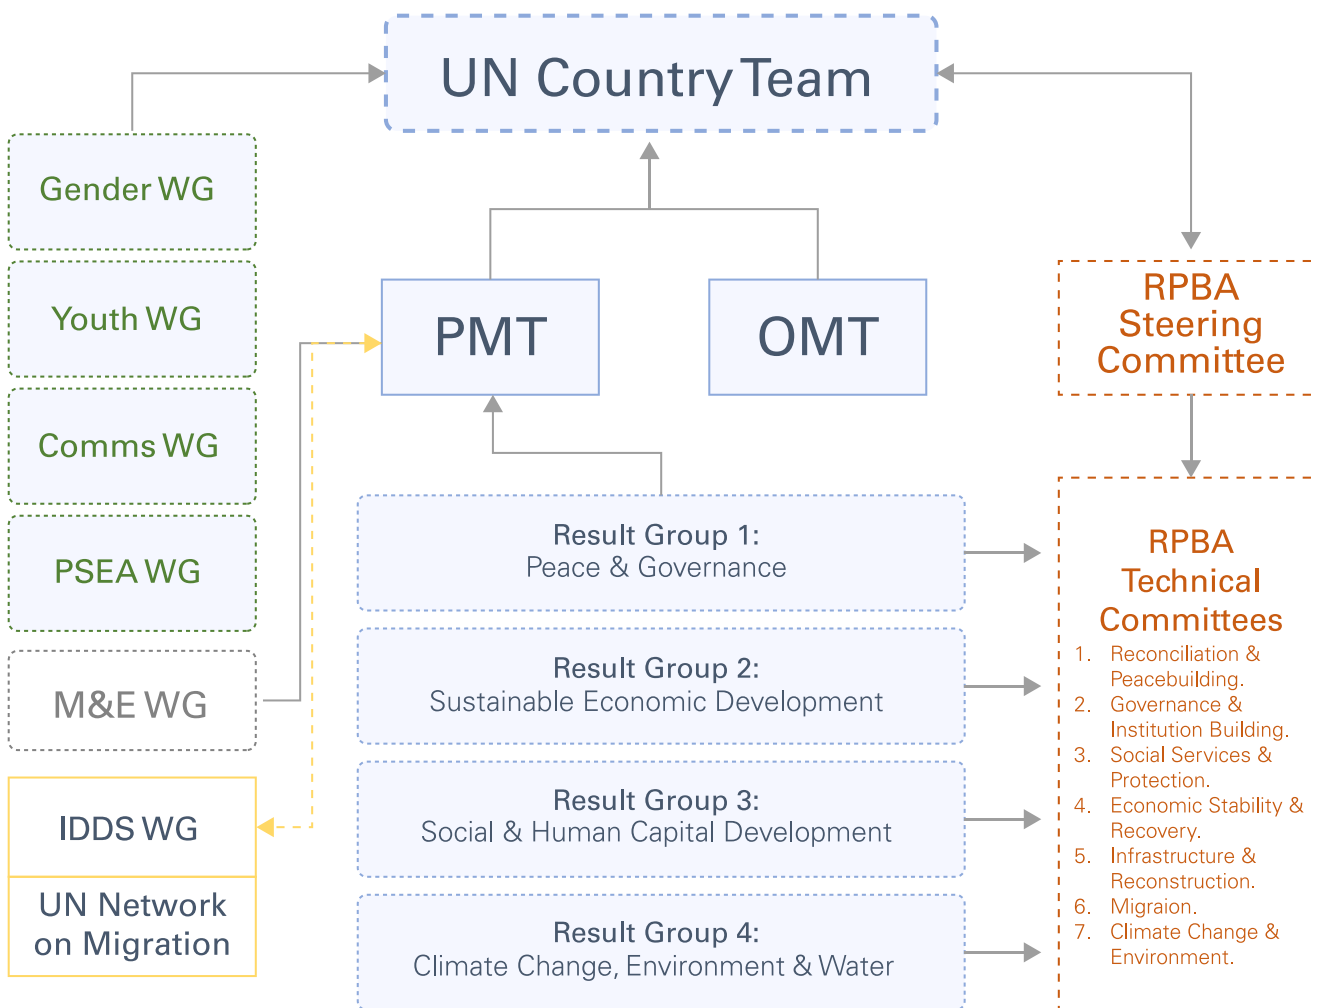 UN Country Team
Gender WG
Youth WG
Comms WG
PSEA WG
M&E WG
IDDS WG
UN Network
on Migration
PMT
OMT
Result Group 1:
Peace & Governance
Result Group 2:
Sustainable Economic Development
Result Group 3:
Social & Human Capital Development
Result Group 4:
Climate Change, Environment & Water
RPBA
Steering
Committee
RPBA
Technical
Committees
1. Reconciliation &
Peacebuilding.
2. Governance &
Institution Building.
3. Social Services &
Protection.
4. Economic Stability &
Recovery.
5. Infrastructure &
Reconstruction.
6. Migraion.
7. Climate Change &
Environment.